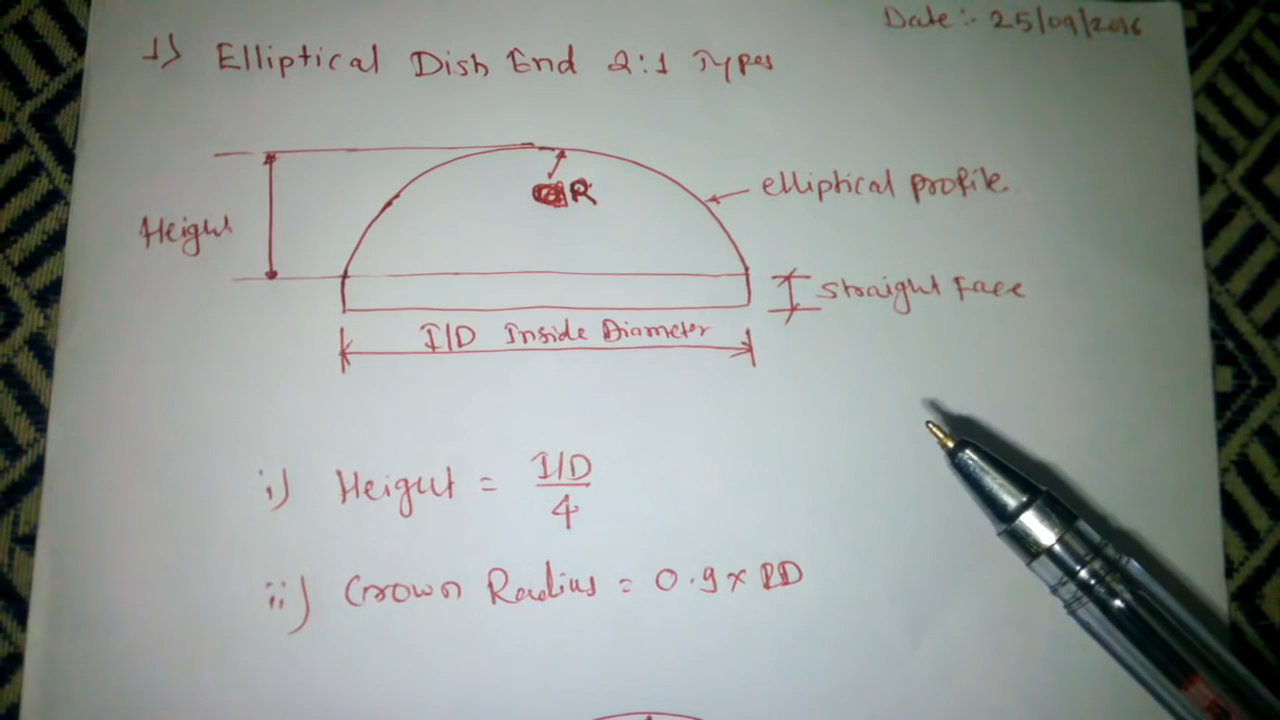 Date :- 25/09/2016
1) Elliptical Dish End 2:1 Types
R
elliptical profile.
Height
straight Face
I/D Inside Diameter
i) Height = I/D
4
ii) Crown Radius = 0.9 x ID